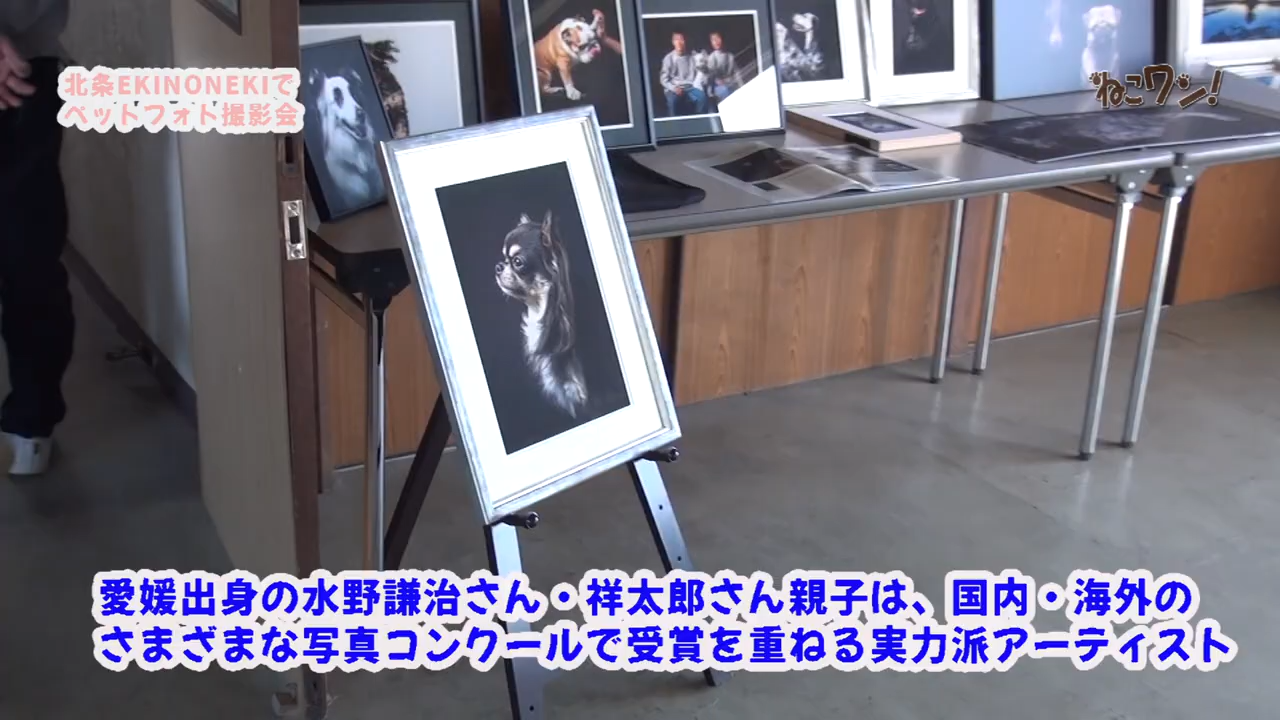 北条EKINONEKIで
ペットフォト撮影会
ねこワン!
愛媛出身の水野謙治さん・祥太郎さん親子は、国内・海外の
さまざまな写真コンクールで受賞を重ねる実力派アーティスト